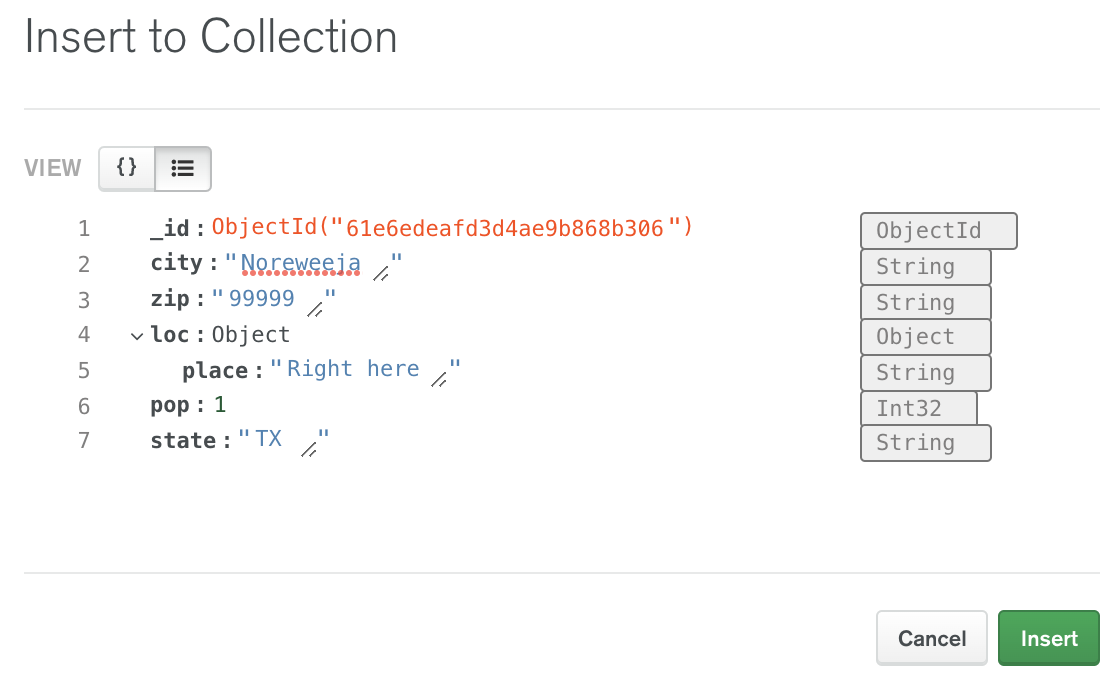 Insert to Collection
VIEW {}
1 _id : ObjectId("61e6edeafd3d4ae9b868b306") ObjectId
2 city : "Noreweeja" String
3 zip : "99999" String
4 loc : Object Object
5 place : "Right here" String
6 pop : 1 Int32
7 state : "TX" String
Cancel Insert